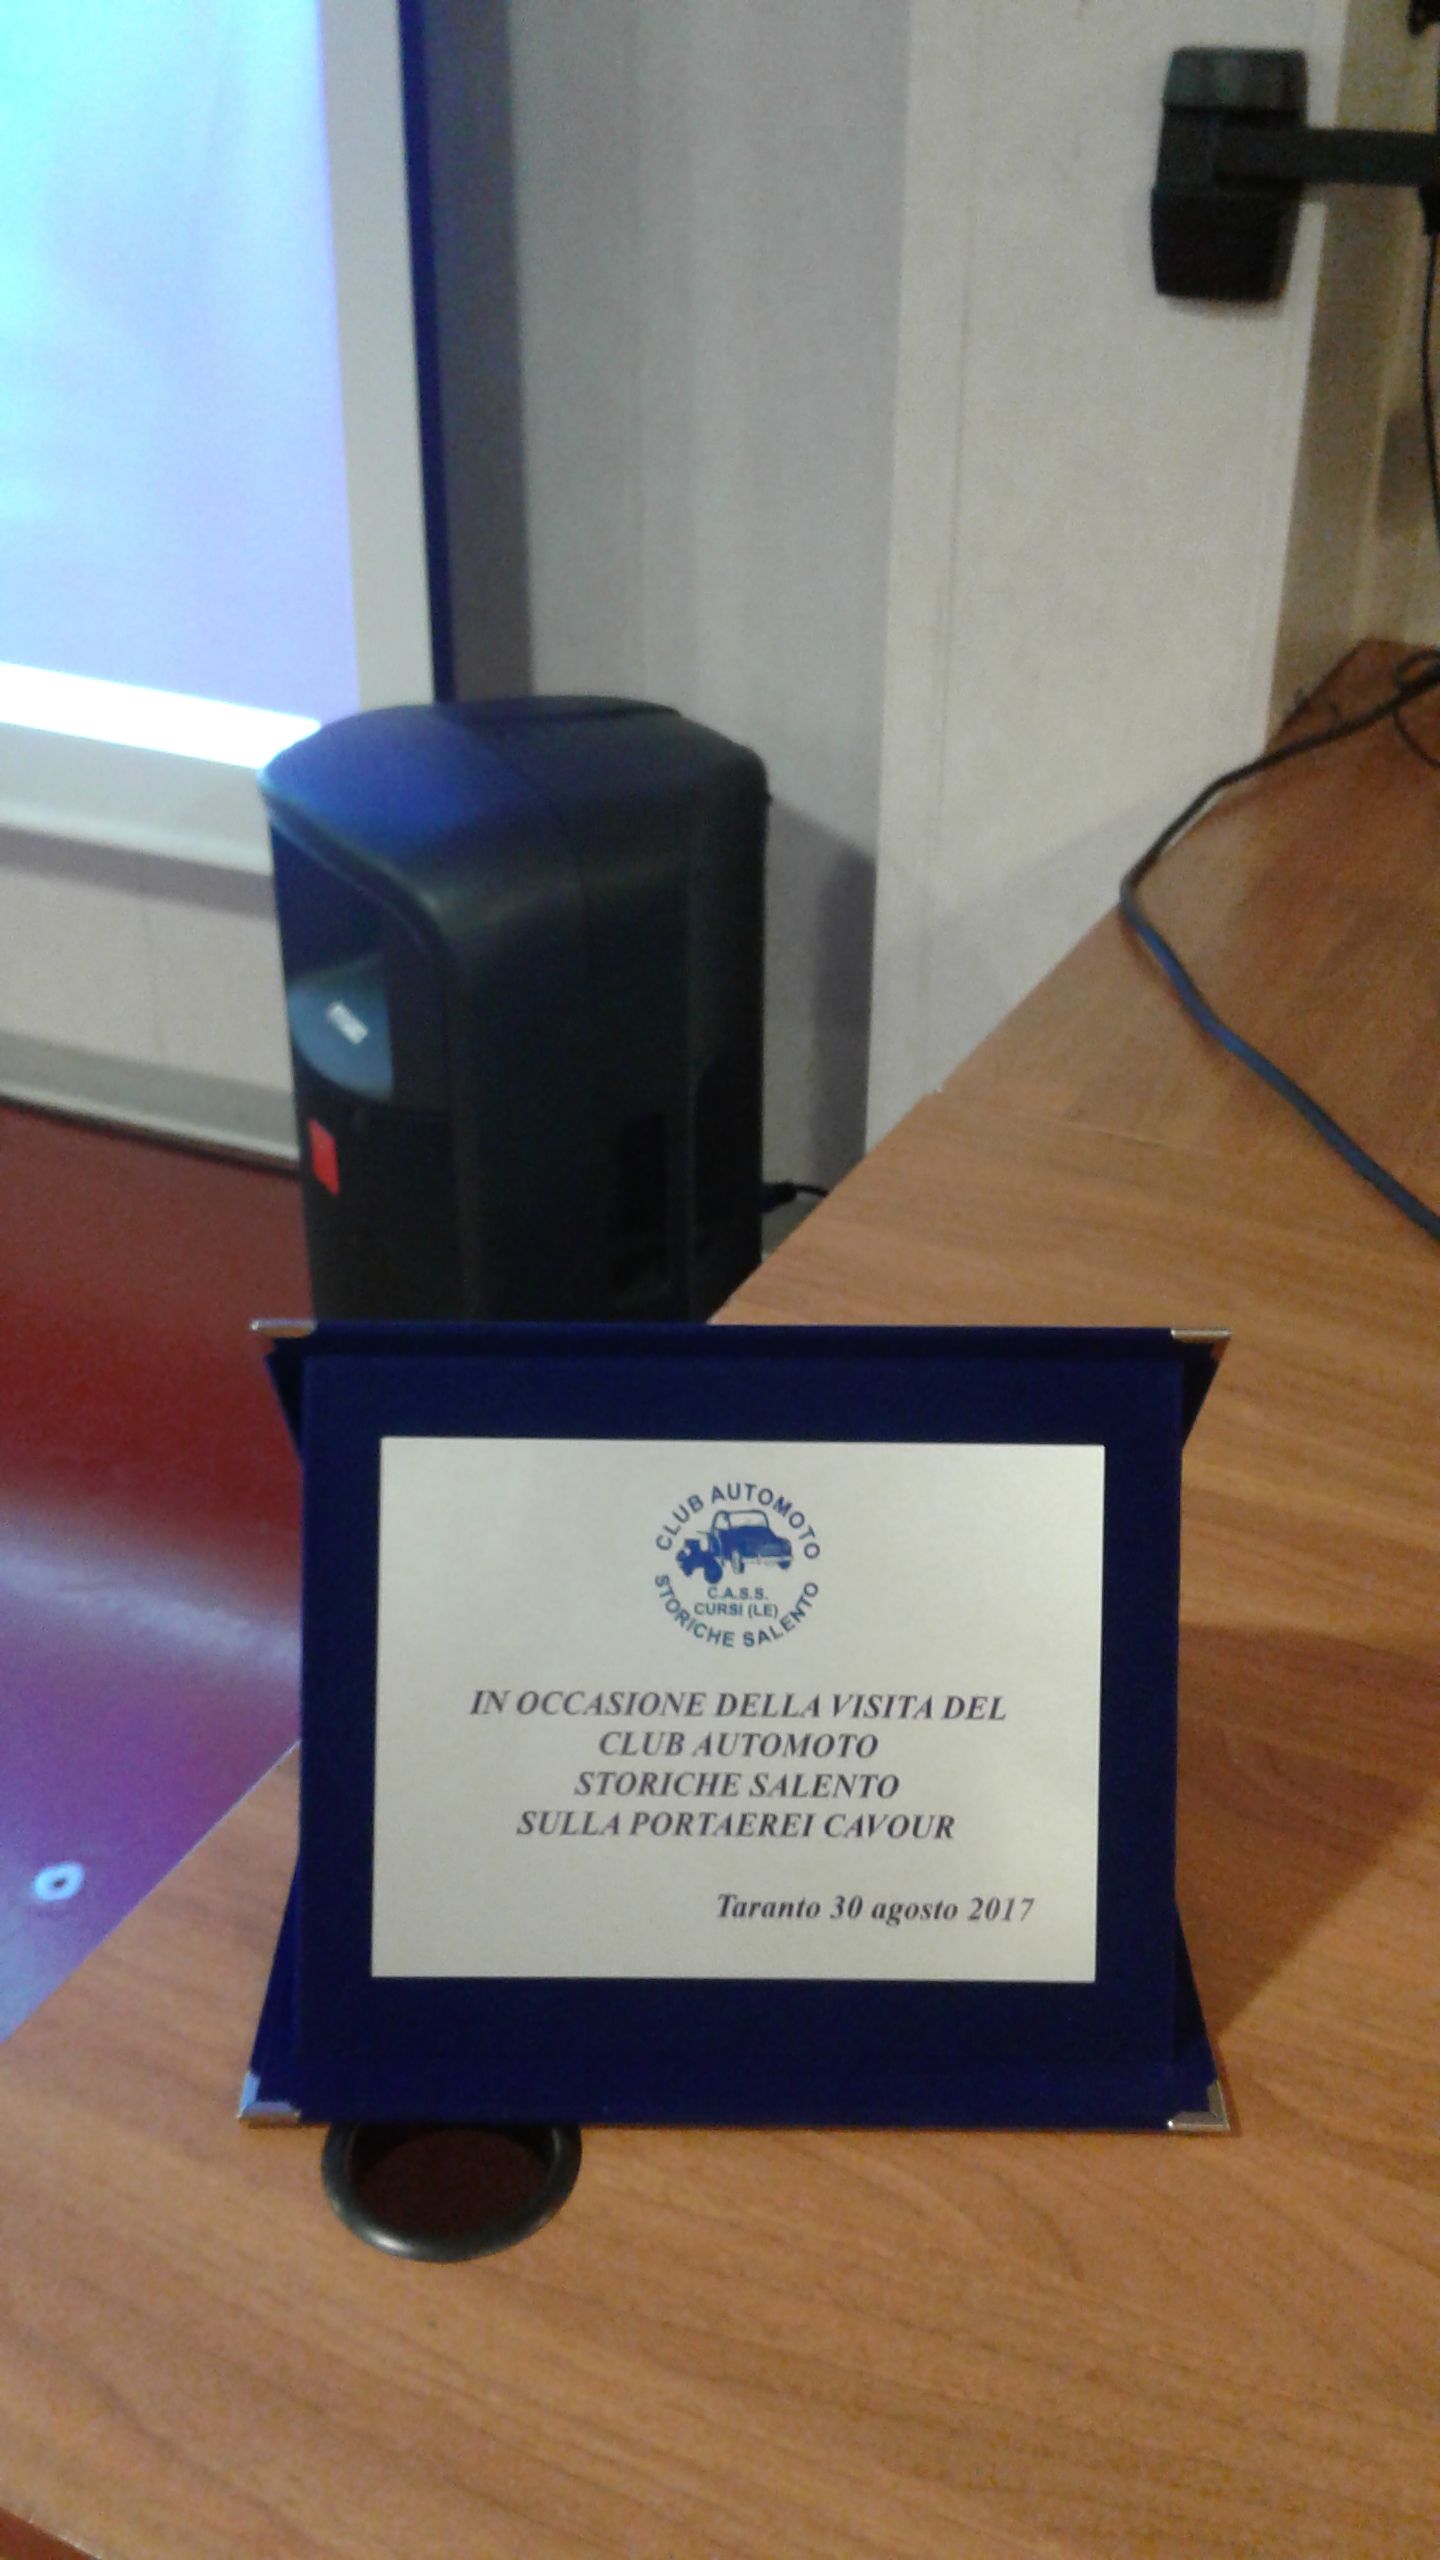 CLUB AUTOMOTO
C.A.S.S.
CURSI (LE)
STORICHE SALENTO
IN OCCASIONE DELLA VISITA DEL
CLUB AUTOMOTO
STORICHE SALENTO
SULLA PORTAEREI CAVOUR
Taranto 30 agosto 2017